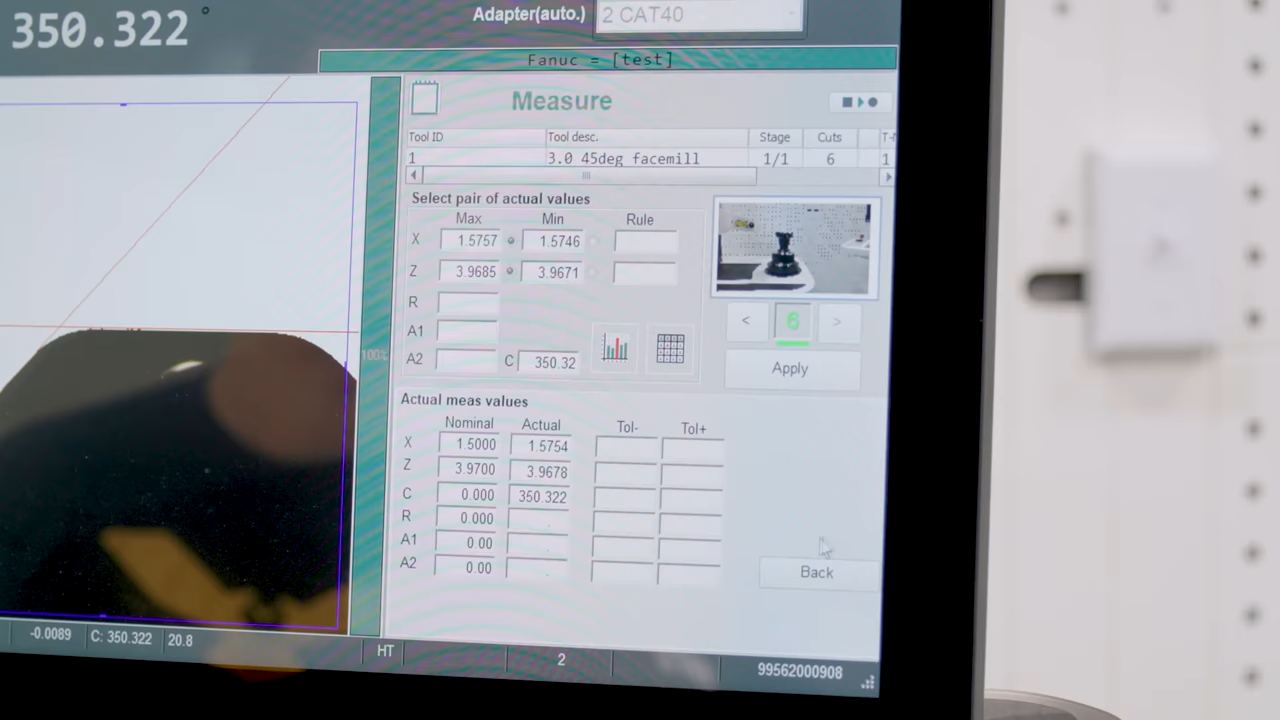 350.322°
Adapter(auto.) 2 CAT40
Fanuc = [test]
Measure
Tool ID Tool desc. Stage Cuts
1 3.0 45deg facemill 1/1 6 1
Select pair of actual values
Max Min Rule
X 1.5757 1.5746
Z 3.9685 3.9671
R
A1
A2 C 350.32
< 6 >
Apply
100%
Actual meas values
Nominal Actual Tol- Tol+
X 1.5000 1.5754
Z 3.9700 3.9678
C 0.000 350.322
R 0.000
A1 0.00
A2 0.00
Back
-0.0089 C: 350.322 20.8 HT 2 99562000908